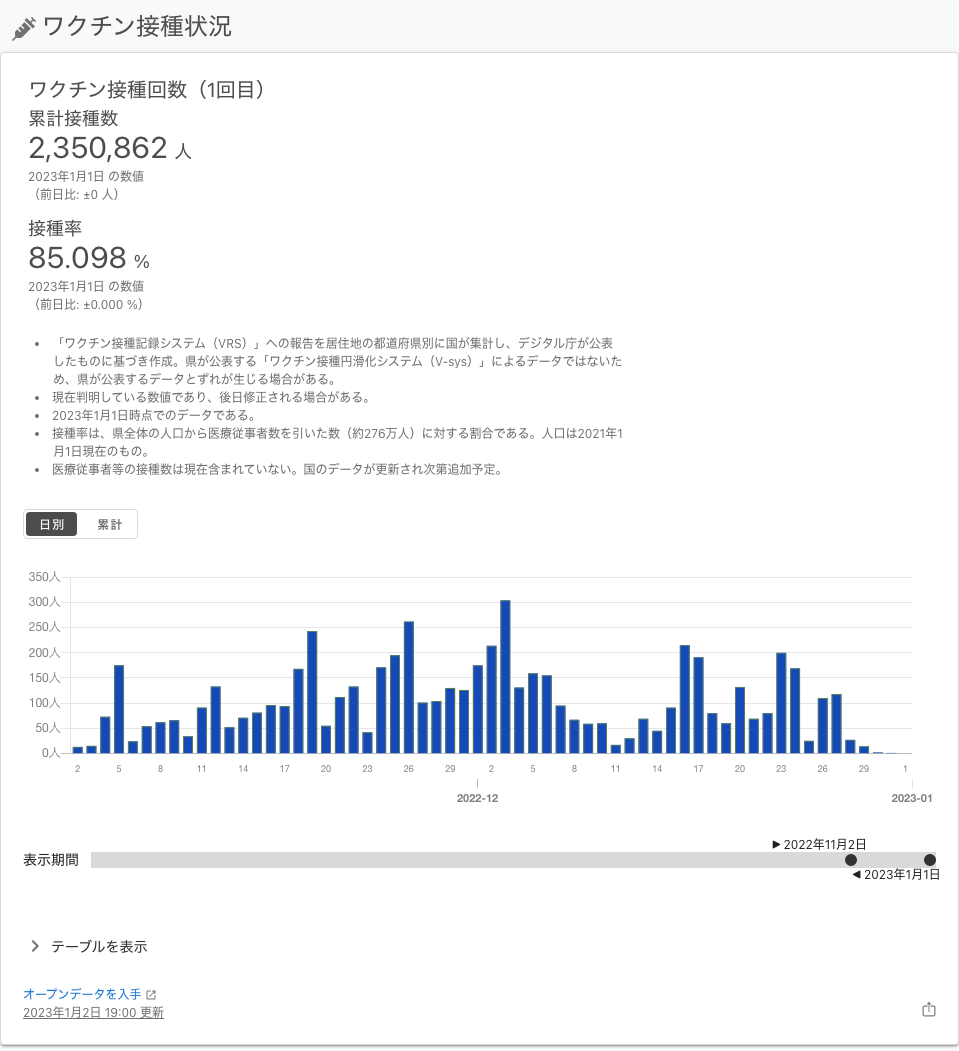 ワクチン接種状況
ワクチン接種回数（1回目）
累計接種数
2,350,862 人
2023年1月1日 の数値
（前日比: ±0 人）
接種率
85.098 %
2023年1月1日 の数値
（前日比: ±0.000 %）
• 「ワクチン接種記録システム（VRS）」への報告を居住地の都道府県別に国が集計し、デジタル庁が公表
したものに基づき作成。県が公表する「ワクチン接種円滑化システム（V-sys）」によるデータではないた
め、県が公表するデータとずれが生じる場合がある。
• 現在判明している数値であり、後日修正される場合がある。
• 2023年1月1日時点でのデータである。
• 接種率は、県全体の人口から医療従事者数を引いた数（約276万人）に対する割合である。人口は2021年1
月1日現在のもの。
• 医療従事者等の接種数は現在含まれていない。国のデータが更新され次第追加予定。
日別 累計
350人
300人
250人
200人
150人
100人
50人
0人
2 5 8 11 14 17 20 23 26 29 2 5 8 11 14 17 20 23 26 29 1
2022-12 2023-01
▶ 2022年11月2日
表示期間
◀ 2023年1月1日
テーブルを表示
オープンデータを入手
2023年1月2日 19:00 更新